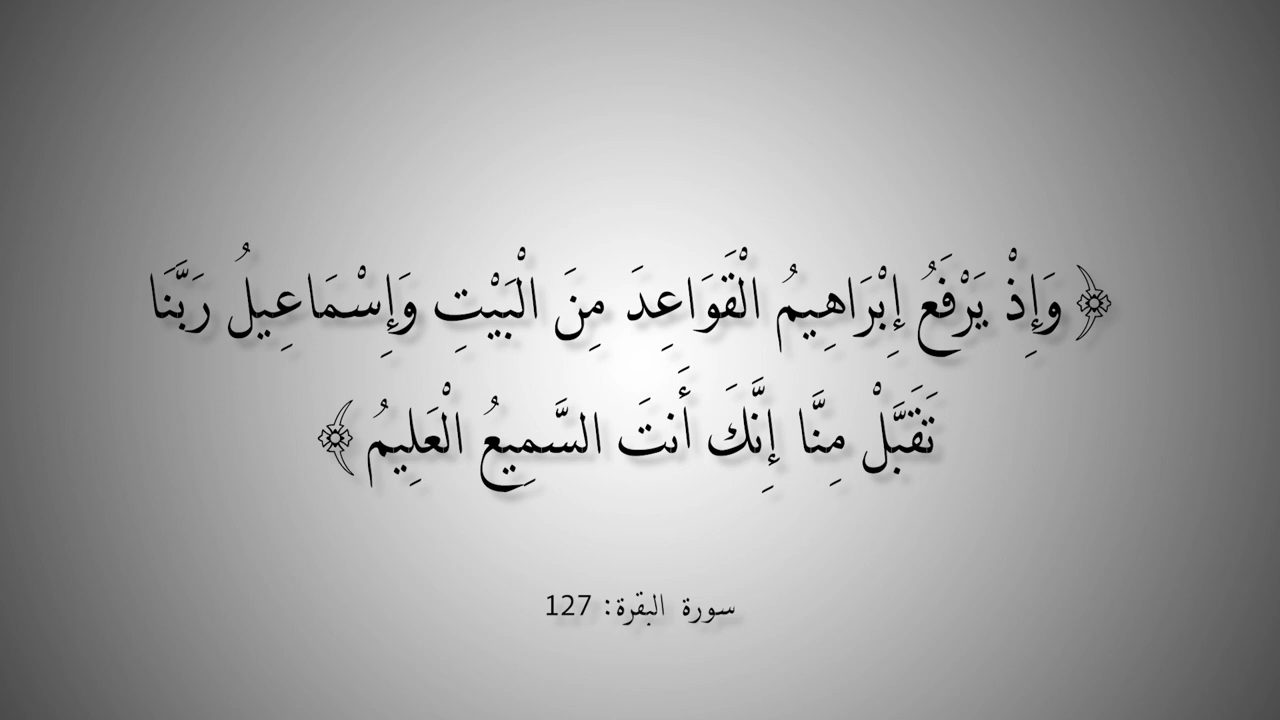 ﴿ وَإِذْ يَرْفَعُ إِبْرَاهِيمُ الْقَوَاعِدَ مِنَ الْبَيْتِ وَإِسْمَاعِيلُ رَبَّنَا
تَقَبَّلْ مِنَّا إِنَّكَ أَنتَ السَّمِيعُ الْعَلِيمُ ﴾
سورة البقرة: 127